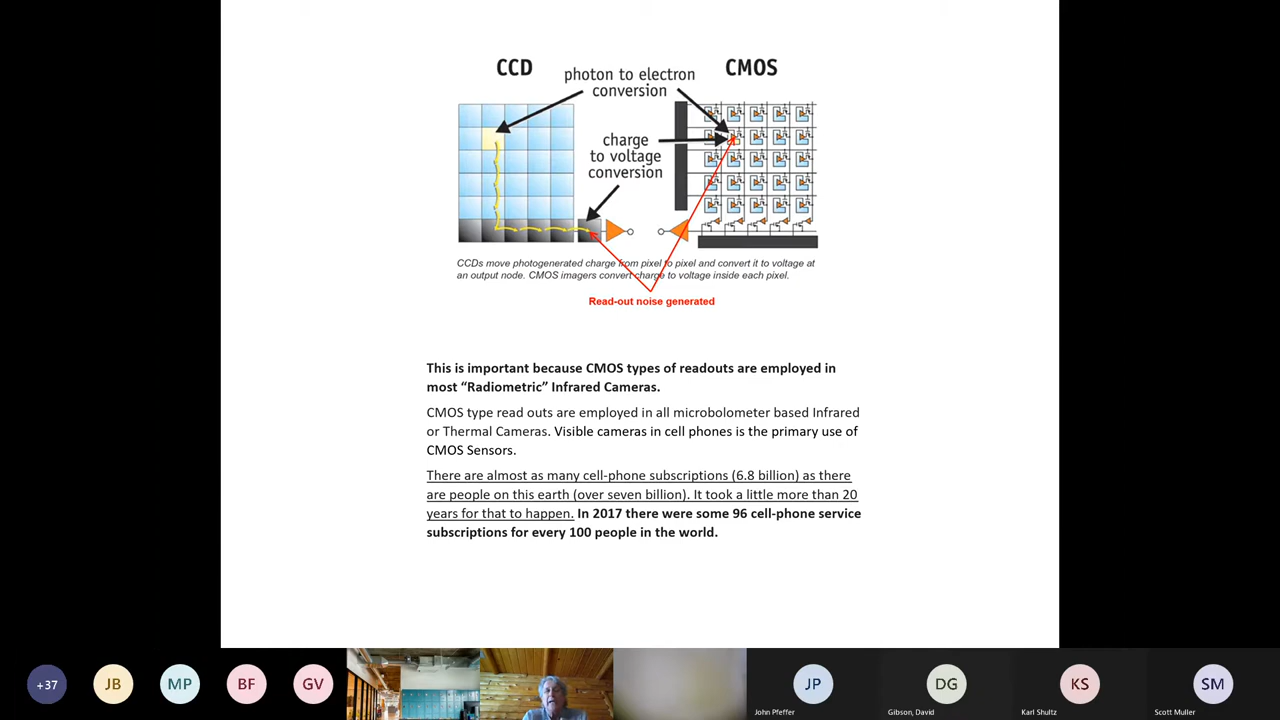 CCD
photon to electron
conversion
CMOS
charge
to voltage
conversion
CCDs move photogenerated charge from pixel to pixel and convert it to voltage at
an output node. CMOS imagers convert charge to voltage inside each pixel.
Read-out noise generated
This is important because CMOS types of readouts are employed in
most “Radiometric” Infrared Cameras.
CMOS type read outs are employed in all microbolometer based Infrared
or Thermal Cameras. Visible cameras in cell phones is the primary use of
CMOS Sensors.
There are almost as many cell-phone subscriptions (6.8 billion) as there
are people on this earth (over seven billion). It took a little more than 20
years for that to happen. In 2017 there were some 96 cell-phone service
subscriptions for every 100 people in the world.
+37
JB
MP
BF
GV
JP
DG
KS
SM
John Pfeffer
Gibson, David
Karl Shultz
Scott Muller